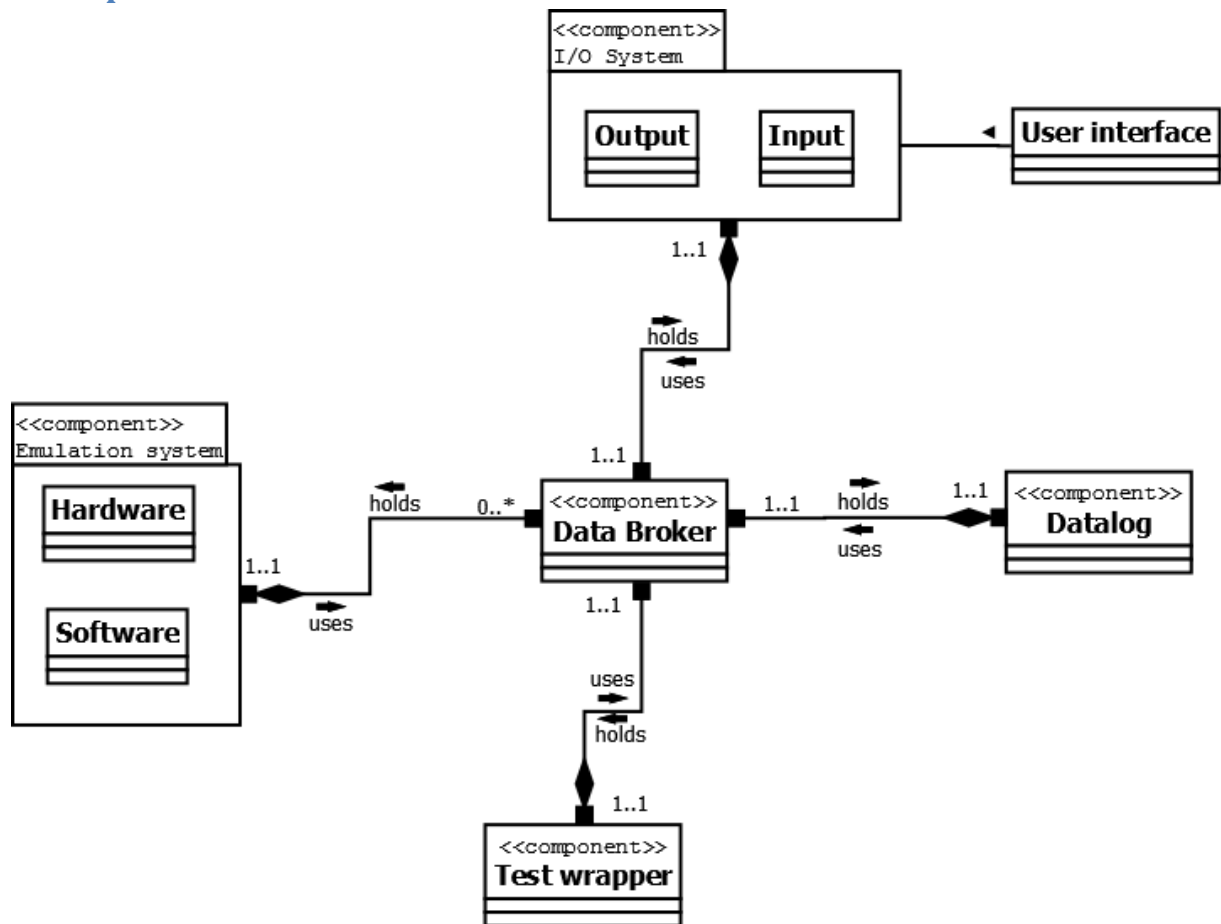 <<component>>
I/O System
Output
Input
User interface
1..1
holds
uses
1..1
<<component>>
Emulation system
Hardware
Software
1..1
uses
holds
0..*
<<component>>
Data Broker
1..1
holds
uses
1..1
<<component>>
Datalog
1..1
uses
holds
1..1
<<component>>
Test wrapper